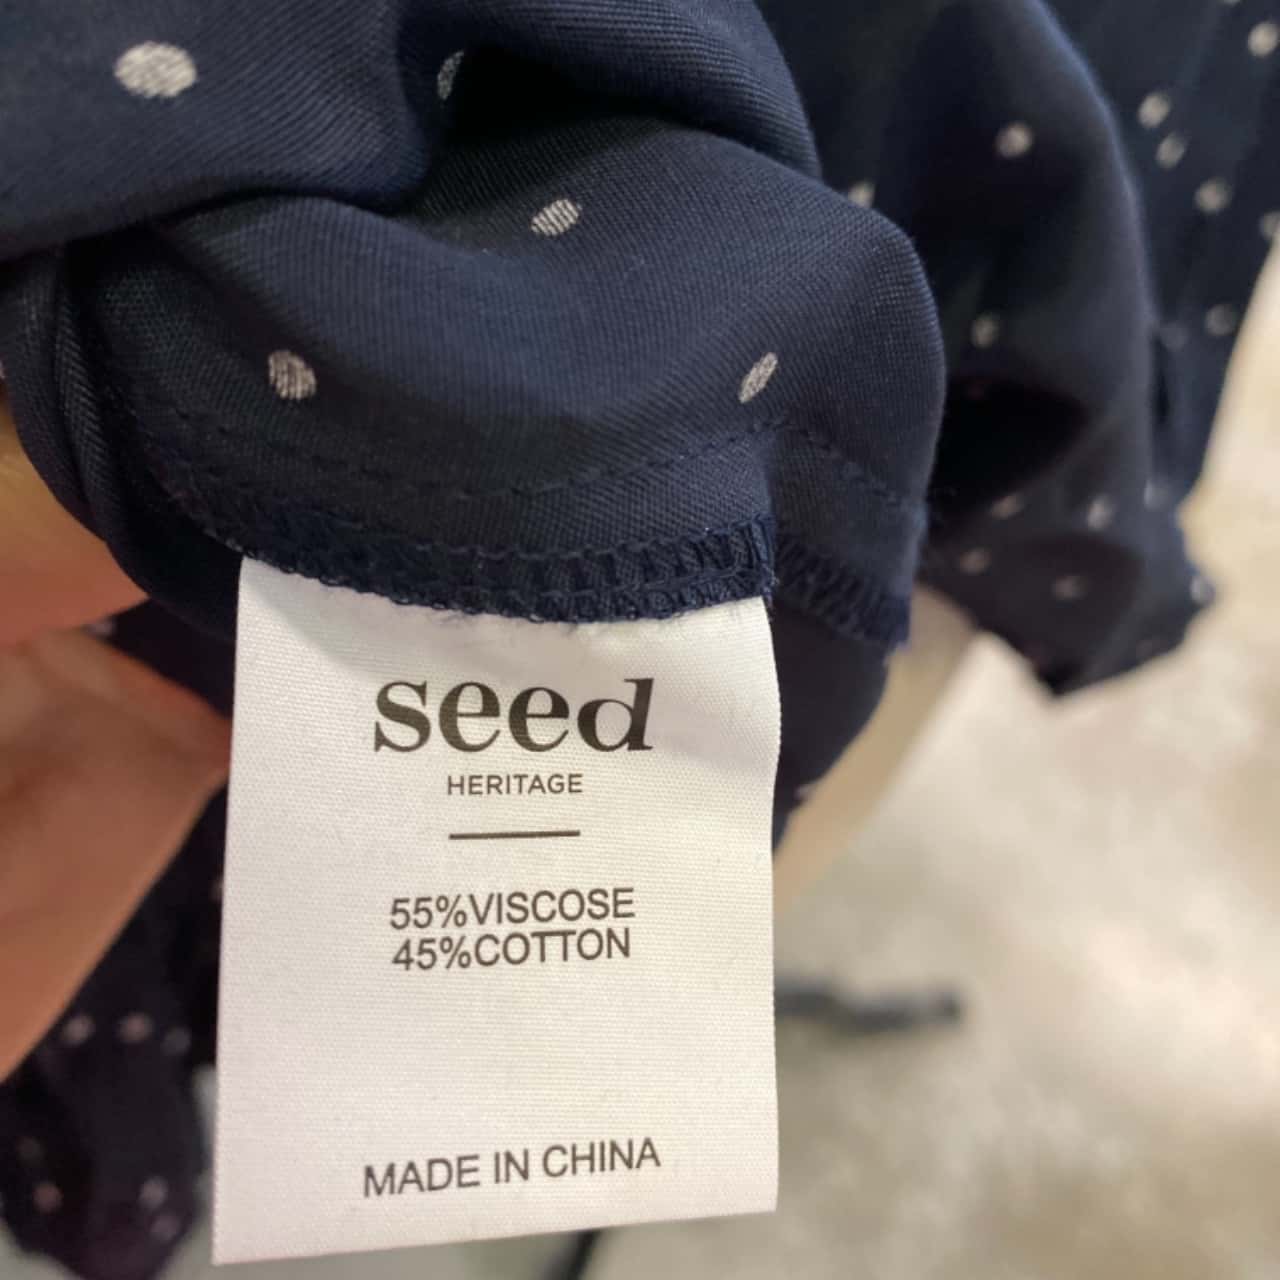 seed
HERITAGE
55%VISCOSE
45%COTTON
MADE IN CHINA